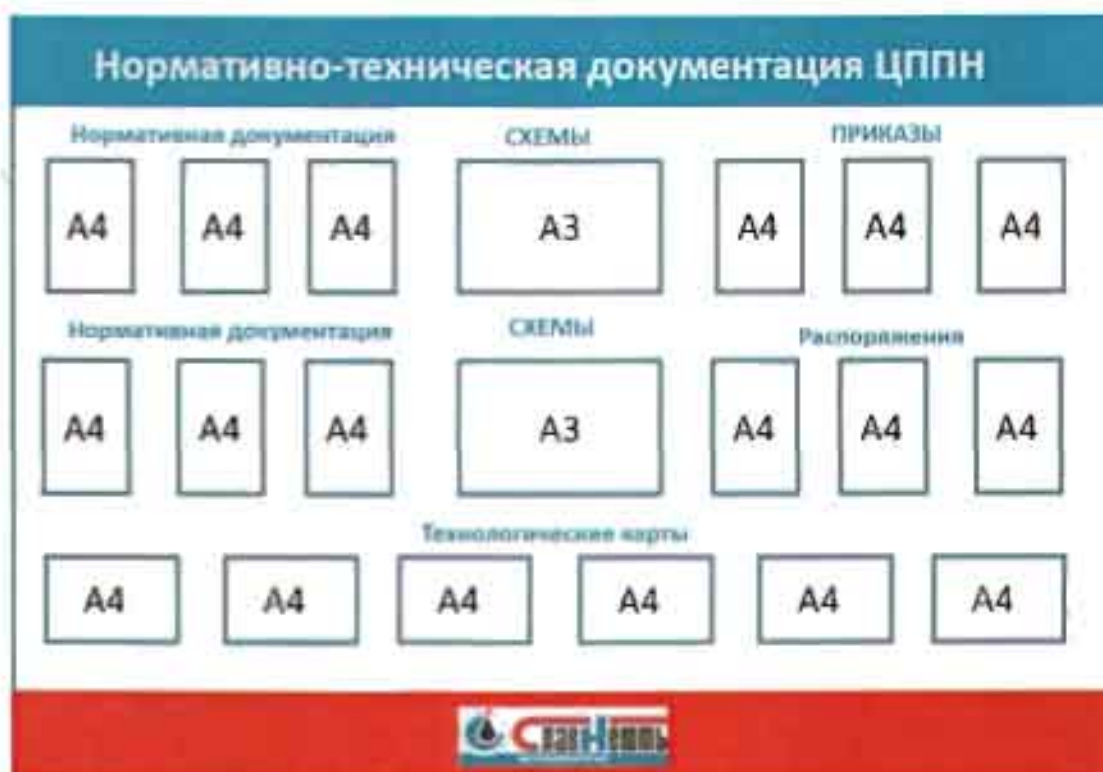 Нормативно-техническая документация ЦППН
Нормативная документация СХЕМЫ ПРИКАЗЫ
А4 А4 А4 А3 А4 А4 А4
Нормативная документация СХЕМЫ Распоряжения
А4 А4 А4 А3 А4 А4 А4
Технологические карты
А4 А4 А4 А4 А4 А4
СлавНефть